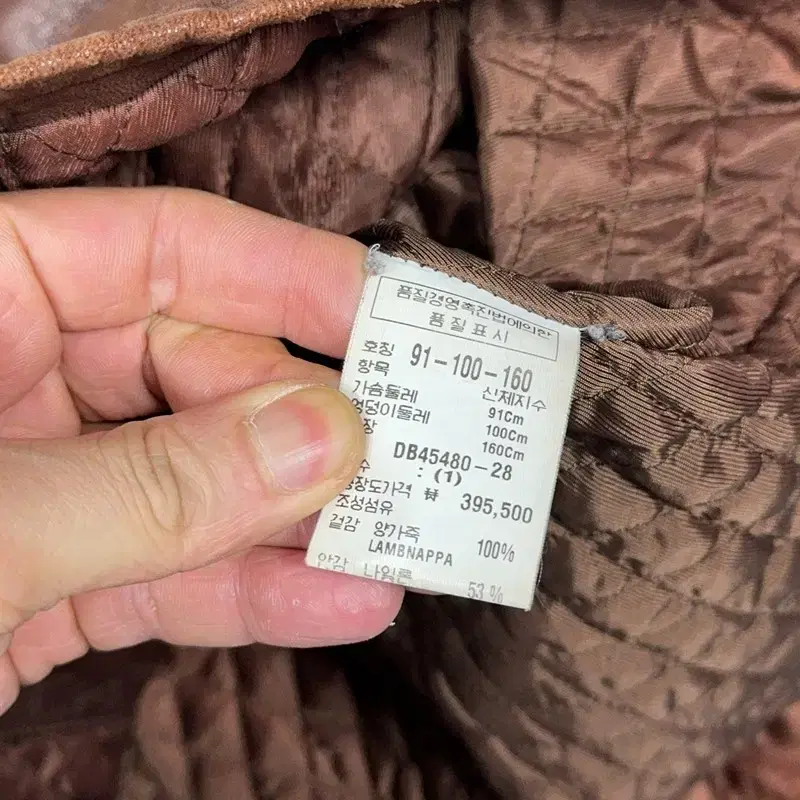 품질경영촉진법에의한
품질표시
호칭 91-100-160
항목 신체지수
가슴둘레 91Cm
엉덩이둘레 100Cm
장 160Cm
DB45480-28
수 : (1)
장도가격 ₩ 395,500
조성섬유
겉감 양가죽 100%
LAMBNAPPA
안감 나일론 53%